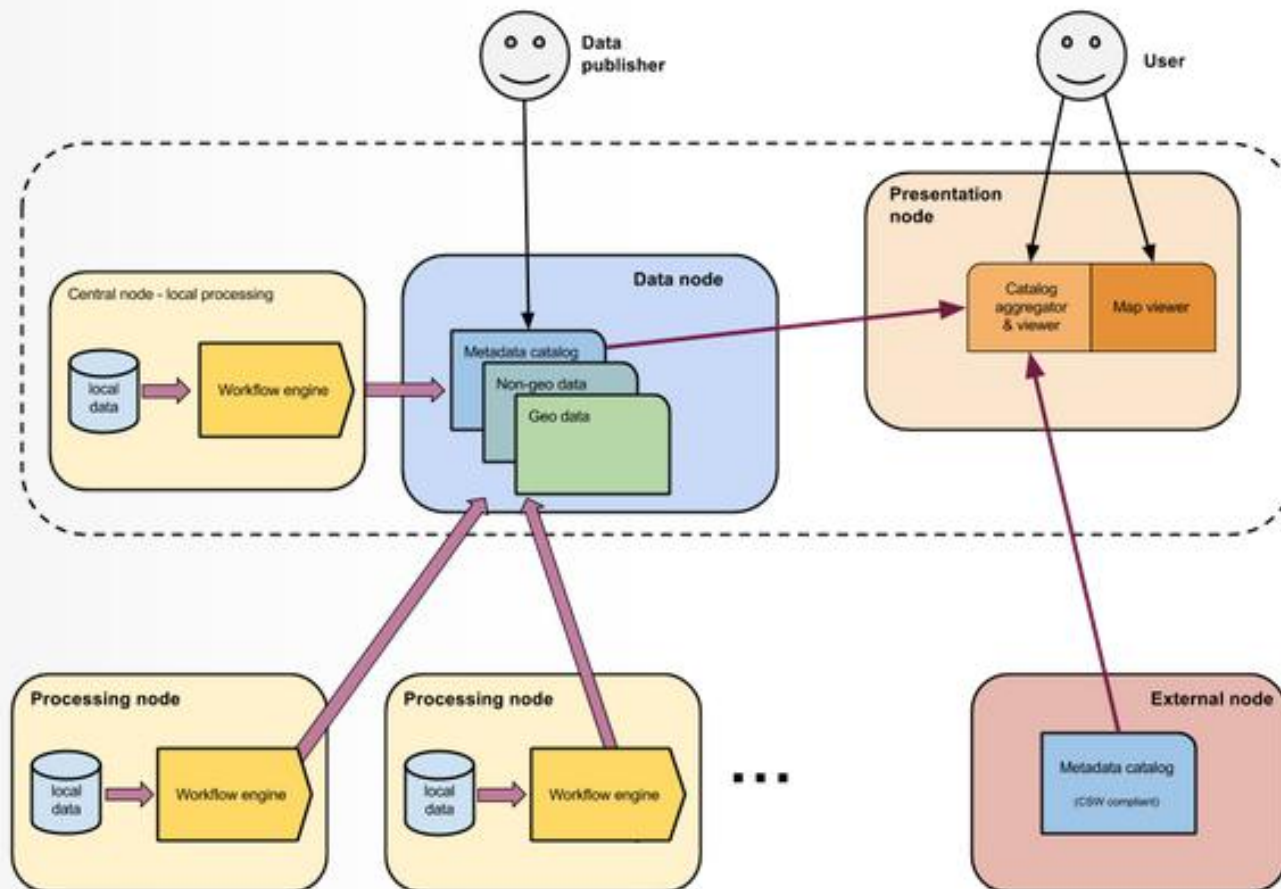 Data
publisher
User
Presentation
node
Catalog
aggregator
& viewer
Map viewer
Data node
Metadata catalog
Non-geo data
Geo data
Central node - local processing
local
data
Workflow engine
Processing node
local
data
Workflow engine
Processing node
local
data
Workflow engine
...
External node
Metadata catalog
(CSW compliant)